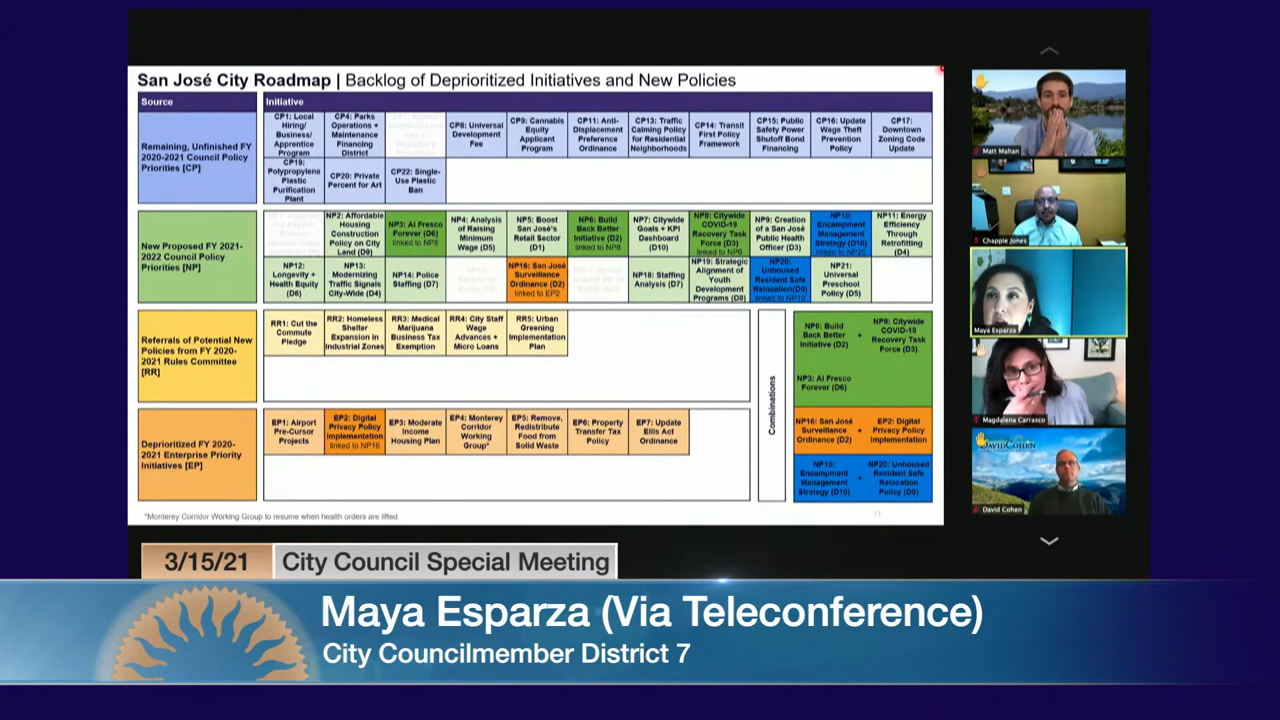 San José City Roadmap | Backlog of Deprioritized Initiatives and New Policies
Source
Initiative
Remaining, Unfinished FY
2020-2021 Council Policy
Priorities [CP]
CP1: Local
Hiring/
Business/
Apprentice
Program
CP4: Parks
Operations +
Maintenance
Financing
District
CP8: Universal
Development
Fee
CP9: Cannabis
Equity
Applicant
Program
CP11: Anti-
Displacement
Preference
Ordinance
CP13: Traffic
Calming Policy
for Residential
Neighborhoods
CP14: Transit
First Policy
Framework
CP15: Public
Safety Power
Shutoff Bond
Financing
CP16: Update
Wage Theft
Prevention
Policy
CP17:
Downtown
Zoning Code
Update
CP19:
Polypropylene
Plastic
Purification
Plant
CP20: Private
Percent for Art
CP22: Single-
Use Plastic
Ban
New Proposed FY 2021-
2022 Council Policy
Priorities [NP]
NP2: Affordable
Housing
Construction
Policy on City
Land (D9)
NP3: Al Fresco
Forever (D6)
linked to NP8
NP4: Analysis
of Raising
Minimum
Wage (D5)
NP5: Boost
San José's
Retail Sector
(D1)
NP6: Build
Back Better
Initiative (D2)
linked to NP8
NP7: Citywide
Goals + KPI
Dashboard
(D10)
NP8: Citywide
COVID-19
Recovery Task
Force (D3)
linked to NP6
NP9: Creation
of a San José
Public Health
Officer (D3)
NP10:
Encampment
Management
Strategy (D10)
linked to NP20
NP11: Energy
Efficiency
Through
Retrofitting
(D4)
NP12:
Longevity +
Health Equity
(D6)
NP13:
Modernizing
Traffic Signals
City-Wide (D4)
NP14: Police
Staffing (D7)
NP16: San José
Surveillance
Ordinance (D2)
linked to EP2
NP18: Staffing
Analysis (D7)
NP19: Strategic
Alignment of
Youth
Development
Programs (D8)
NP20:
Unhoused
Resident Safe
Relocation(D9)
linked to NP10
NP21:
Universal
Preschool
Policy (D5)
Referrals of Potential New
Policies from FY 2020-
2021 Rules Committee
[RR]
RR1: Cut the
Commute
Pledge
RR2: Homeless
Shelter
Expansion in
Industrial Zones
RR3: Medical
Marijuana
Business Tax
Exemption
RR4: City Staff
Wage
Advances +
Micro Loans
RR5: Urban
Greening
Implementation
Plan
Deprioritized FY 2020-
2021 Enterprise Priority
Initiatives [EP]
EP1: Airport
Pre-Cursor
Projects
EP2: Digital
Privacy Policy
Implementation
linked to NP16
EP3: Moderate
Income
Housing Plan
EP4: Monterey
Corridor
Working
Group*
EP5: Remove,
Redistribute
Food from
Solid Waste
EP6: Property
Transfer Tax
Policy
EP7: Update
Ellis Act
Ordinance
Combinations
NP6: Build
Back Better
Initiative (D2)
+
NP8: Citywide
COVID-19
Recovery Task
Force (D3)
NP3: Al Fresco
Forever (D6)
NP16: San José
Surveillance
Ordinance (D2)
+
EP2: Digital
Privacy Policy
Implementation
NP10:
Encampment
Management
Strategy (D10)
+
NP20: Unhoused
Resident Safe
Relocation
Policy (D9)
*Monterey Corridor Working Group to resume when health orders are lifted
11
Matt Mahan
Chappie Jones
Maya Esparza
Magdalena Carrasco
DAVID COHEN
David Cohen
3/15/21
City Council Special Meeting
Maya Esparza (Via Teleconference)
City Councilmember District 7